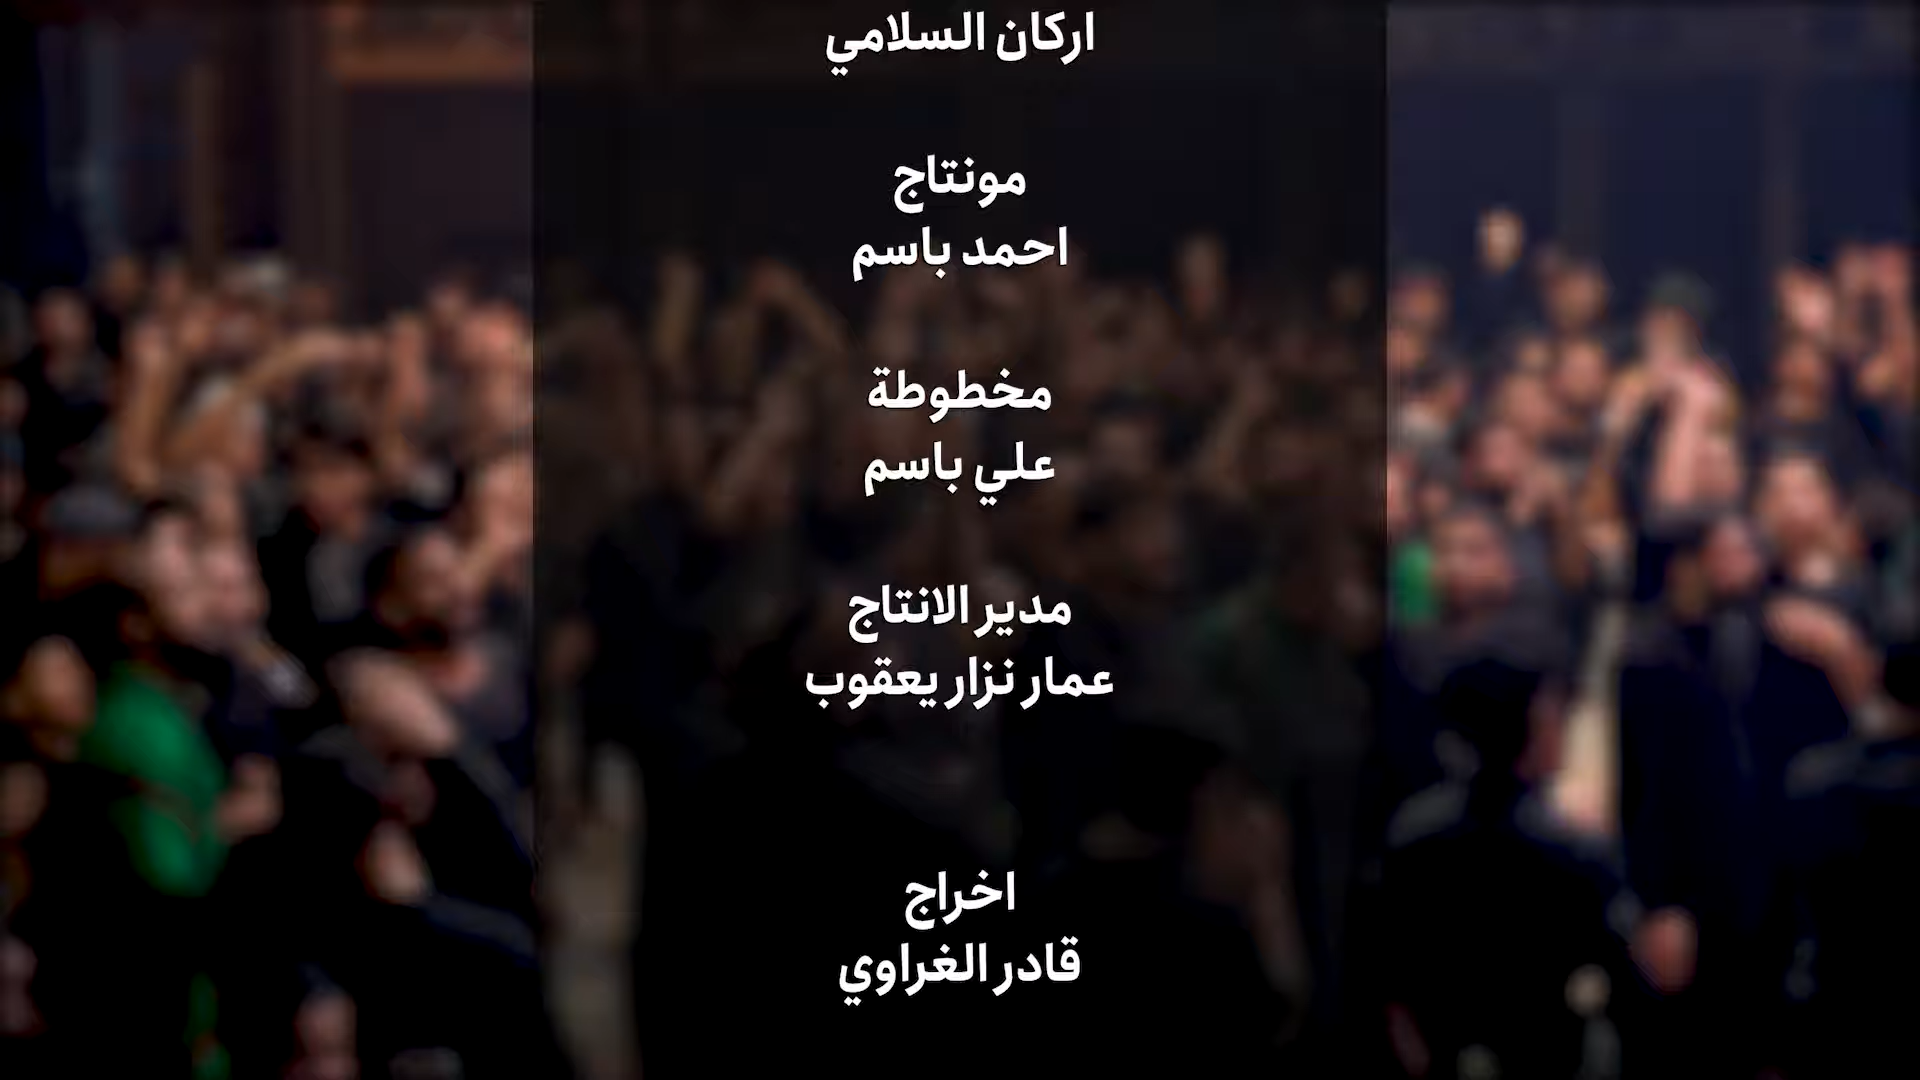 اركان السلامي
مونتاج
احمد باسم
مخطوطة
علي باسم
مدير الانتاج
عمار نزار يعقوب
اخراج
قادر الغراوي